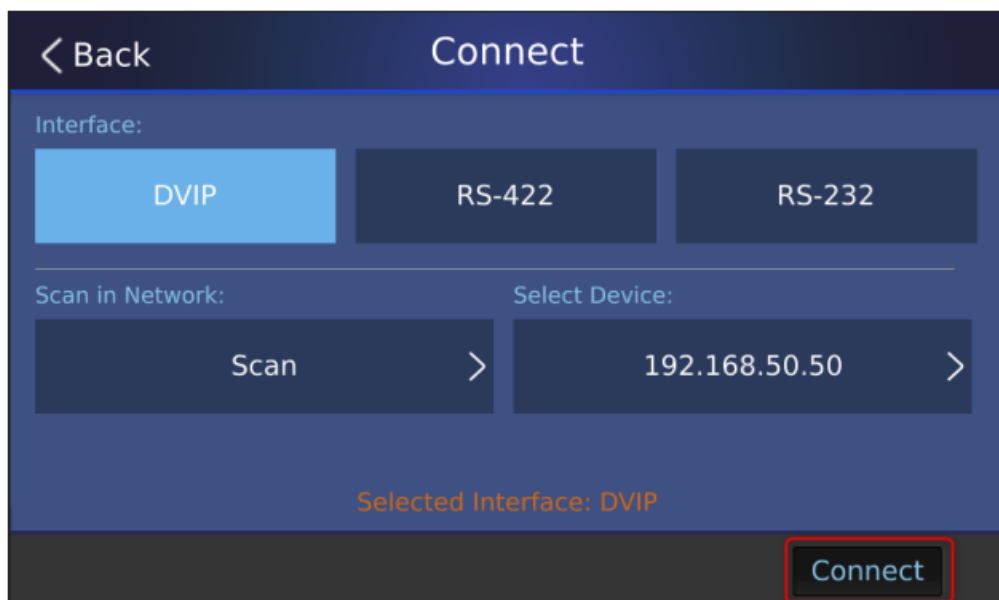 Back
Connect
Interface:
DVIP
RS-422
RS-232
Scan in Network:
Select Device:
Scan
192.168.50.50
Selected Interface: DVIP
Connect